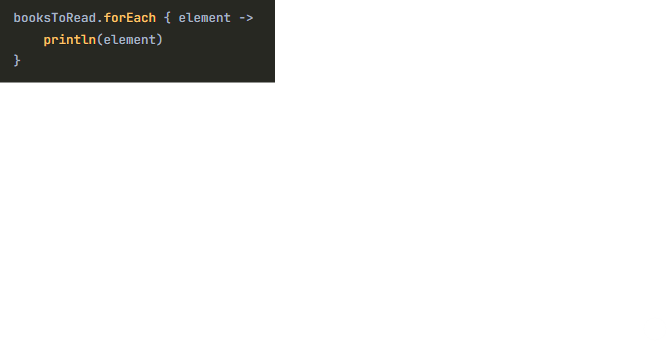 booksToRead.forEach { element ->
    println(element)
}